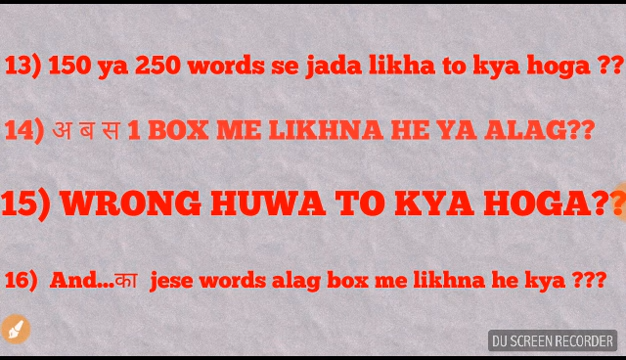 13) 150 ya 250 words se jada likha to kya hoga ??
14) अ ब स 1 BOX ME LIKHNA HE YA ALAG??
15) WRONG HUWA TO KYA HOGA??
16) And...का jese words alag box me likhna he kya ???
DU SCREEN RECORDER